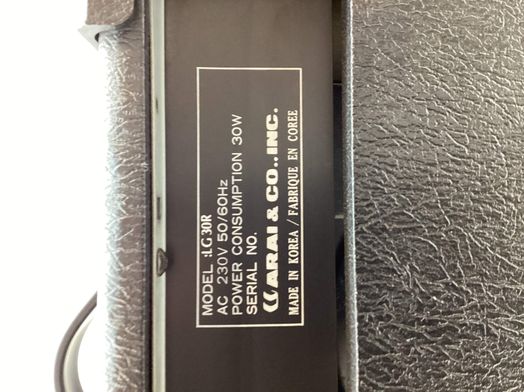 MODEL :LG30R
AC 230V 50/60Hz
POWER CONSUMPTION 30W
SERIAL NO.
ARAI & CO., INC.
MADE IN KOREA / FABRIQUE EN COREE